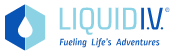 LIQUID I.V.®
Fueling Life's Adventures